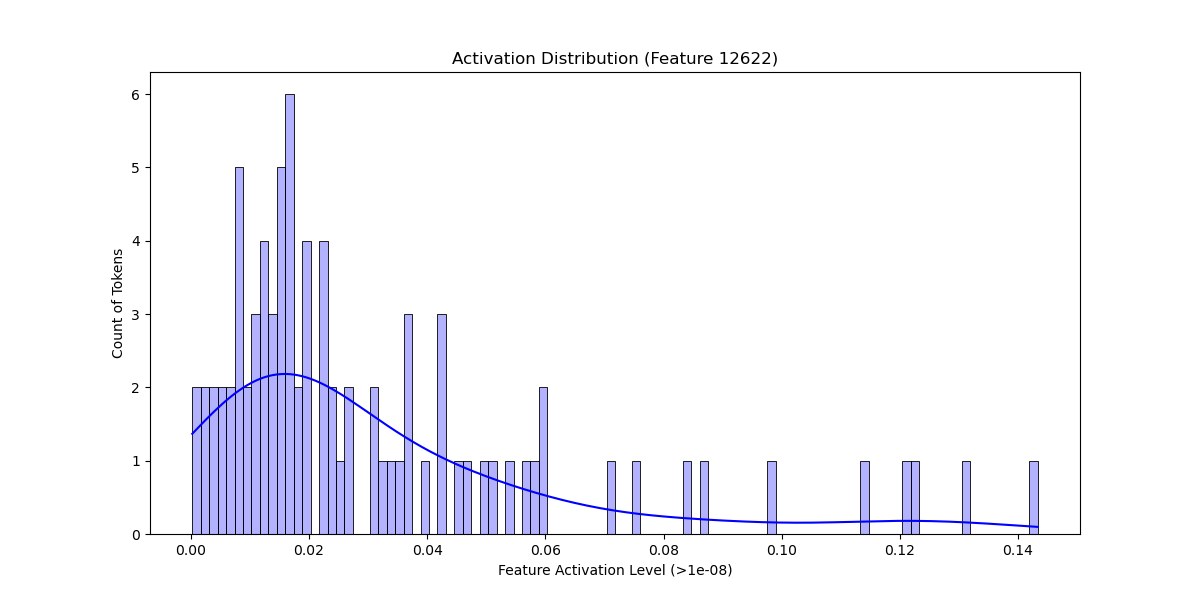 Activation Distribution (Feature 12622)
6
5
4
3
2
1
0
Count of Tokens
0.00 0.02 0.04 0.06 0.08 0.10 0.12 0.14
Feature Activation Level (>1e-08)